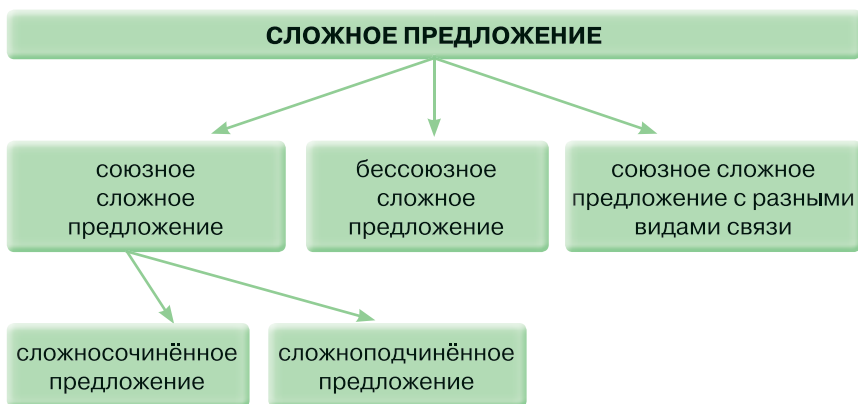 СЛОЖНОЕ ПРЕДЛОЖЕНИЕ
союзное
сложное
предложение
бессоюзное
сложное
предложение
союзное сложное
предложение с разными
видами связи
сложносочинённое
предложение
сложноподчинённое
предложение